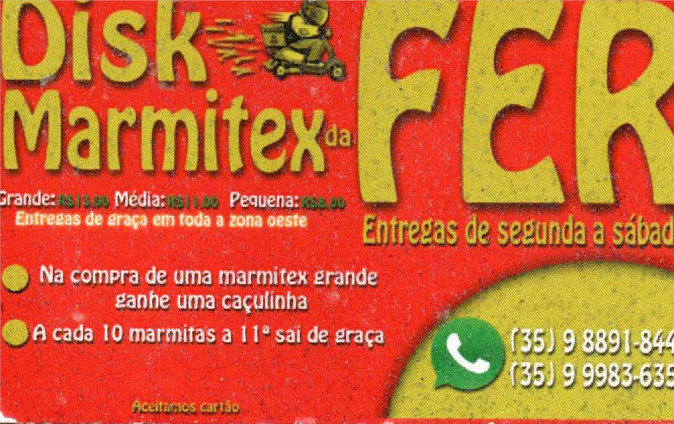 Disk
Marmitex da
FER
Grande: R$13,00 Média: R$11,00 Pequena: R$8,00
Entregas de graça em toda a zona oeste
Entregas de segunda a sábad
Na compra de uma marmitex grande
ganhe uma caçulinha
A cada 10 marmitas a 11ª sai de graça
(35) 9 8891-844
(35) 9 9983-635
Aceitamos cartão